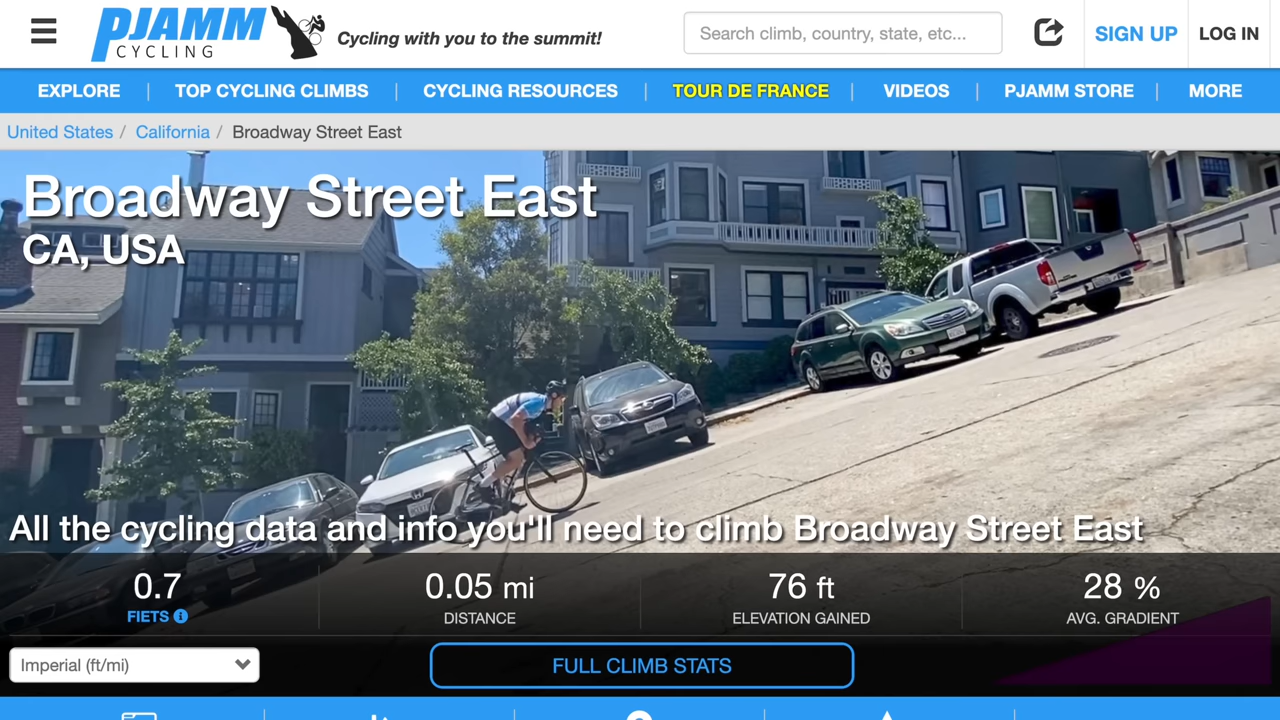 PJAMM
CYCLING
Cycling with you to the summit!
Search climb, country, state, etc...
SIGN UP
LOG IN
EXPLORE
TOP CYCLING CLIMBS
CYCLING RESOURCES
TOUR DE FRANCE
VIDEOS
PJAMM STORE
MORE
United States / California / Broadway Street East
Broadway Street East
CA, USA
All the cycling data and info you'll need to climb Broadway Street East
0.7
FIETS
0.05 mi
DISTANCE
76 ft
ELEVATION GAINED
28 %
AVG. GRADIENT
Imperial (ft/mi)
FULL CLIMB STATS